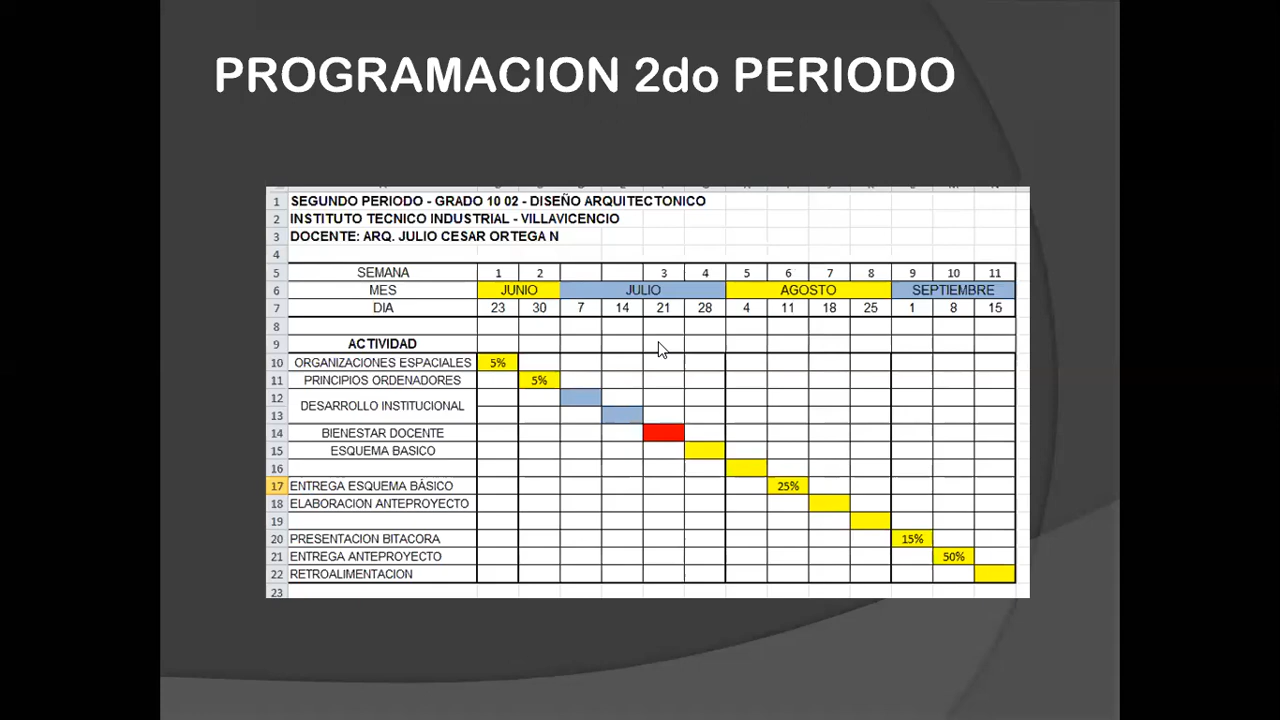 PROGRAMACION 2do PERIODO
1 SEGUNDO PERIODO - GRADO 10 02 - DISEÑO ARQUITECTONICO
2 INSTITUTO TECNICO INDUSTRIAL - VILLAVICENCIO
3 DOCENTE: ARQ. JULIO CESAR ORTEGA N
4
5 SEMANA 1 2 3 4 5 6 7 8 9 10 11
6 MES JUNIO JULIO AGOSTO SEPTIEMBRE
7 DIA 23 30 7 14 21 28 4 11 18 25 1 8 15
8
9 ACTIVIDAD
10 ORGANIZACIONES ESPACIALES 5%
11 PRINCIPIOS ORDENADORES 5%
12
DESARROLLO INSTITUCIONAL
13
14 BIENESTAR DOCENTE
15 ESQUEMA BASICO
16
17 ENTREGA ESQUEMA BÁSICO 25%
18 ELABORACION ANTEPROYECTO
19
20 PRESENTACION BITACORA 15%
21 ENTREGA ANTEPROYECTO 50%
22 RETROALIMENTACION
23